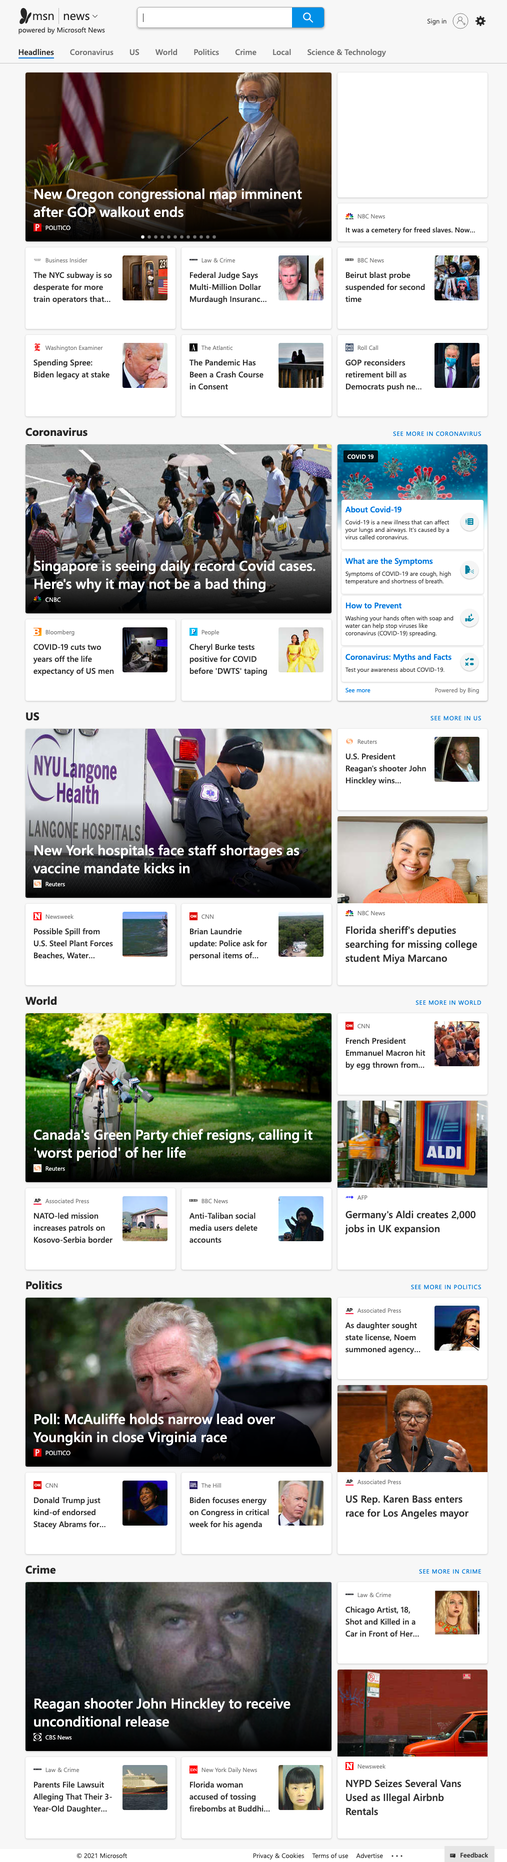 msn | news
powered by Microsoft News
Sign in
Headlines Coronavirus US World Politics Crime Local Science & Technology
New Oregon congressional map imminent
after GOP walkout ends
POLITICO
NBC News
It was a cemetery for freed slaves. Now...
Business Insider
The NYC subway is so
desperate for more
train operators that...
Law & Crime
Federal Judge Says
Multi-Million Dollar
Murdaugh Insuranc...
BBC News
Beirut blast probe
suspended for second
time
Washington Examiner
Spending Spree:
Biden legacy at stake
The Atlantic
The Pandemic Has
Been a Crash Course
in Consent
Roll Call
GOP reconsiders
retirement bill as
Democrats push ne...
Coronavirus
SEE MORE IN CORONAVIRUS
Singapore is seeing daily record Covid cases.
Here's why it may not be a bad thing
CNBC
COVID 19
About Covid-19
Covid-19 is a new illness that can affect
your lungs and airways. It's caused by a
virus called coronavirus.
What are the Symptoms
Symptoms of COVID-19 are cough, high
temperature and shortness of breath.
How to Prevent
Washing your hands often with soap and
water can help stop viruses like
coronavirus (COVID-19) spreading.
Coronavirus: Myths and Facts
Test your awareness about COVID-19.
See more
Powered by Bing
Bloomberg
COVID-19 cuts two
years off the life
expectancy of US men
People
Cheryl Burke tests
positive for COVID
before 'DWTS' taping
US
SEE MORE IN US
NYU Langone
Health
LANGONE HOSPITALS
New York hospitals face staff shortages as
vaccine mandate kicks in
Reuters
Reuters
U.S. President
Reagan's shooter John
Hinckley wins...
NBC News
Florida sheriff's deputies
searching for missing college
student Miya Marcano
Newsweek
Possible Spill from
U.S. Steel Plant Forces
Beaches, Water...
CNN
Brian Laundrie
update: Police ask for
personal items of...
World
SEE MORE IN WORLD
Canada's Green Party chief resigns, calling it
'worst period' of her life
Reuters
CNN
French President
Emmanuel Macron hit
by egg thrown from...
ALDI
AFP
Germany's Aldi creates 2,000
jobs in UK expansion
Associated Press
NATO-led mission
increases patrols on
Kosovo-Serbia border
BBC News
Anti-Taliban social
media users delete
accounts
Politics
SEE MORE IN POLITICS
Poll: McAuliffe holds narrow lead over
Youngkin in close Virginia race
POLITICO
Associated Press
As daughter sought
state license, Noem
summoned agency...
Associated Press
US Rep. Karen Bass enters
race for Los Angeles mayor
CNN
Donald Trump just
kind-of endorsed
Stacey Abrams for...
The Hill
Biden focuses energy
on Congress in critical
week for his agenda
Crime
SEE MORE IN CRIME
Reagan shooter John Hinckley to receive
unconditional release
CBS News
Law & Crime
Chicago Artist, 18,
Shot and Killed in a
Car in Front of Her...
Newsweek
NYPD Seizes Several Vans
Used as Illegal Airbnb
Rentals
Law & Crime
Parents File Lawsuit
Alleging That Their 3-
Year-Old Daughter...
New York Daily News
Florida woman
accused of tossing
firebombs at Buddhi...
© 2021 Microsoft
Privacy & Cookies Terms of use Advertise ...
Feedback